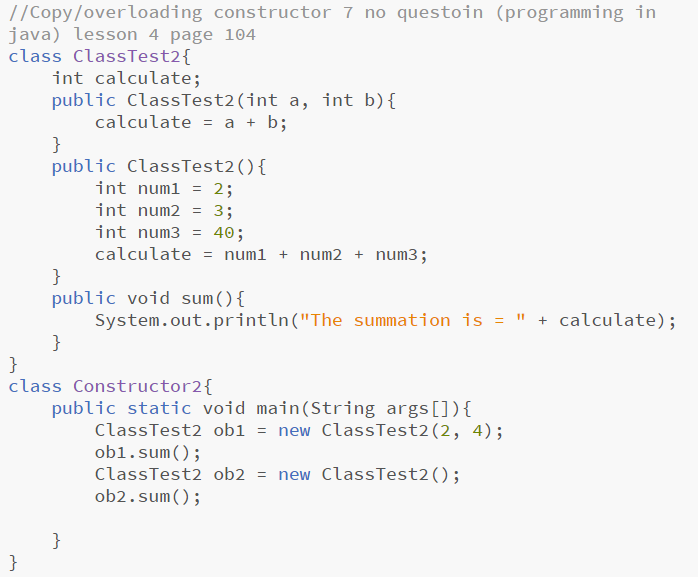 //Copy/overloading constructor 7 no questoin (programming in
java) lesson 4 page 104
class ClassTest2{
    int calculate;
    public ClassTest2(int a, int b){
        calculate = a + b;
    }
    public ClassTest2(){
        int num1 = 2;
        int num2 = 3;
        int num3 = 40;
        calculate = num1 + num2 + num3;
    }
    public void sum(){
        System.out.println("The summation is = " + calculate);
    }
}
class Constructor2{
    public static void main(String args[]){
        ClassTest2 ob1 = new ClassTest2(2, 4);
        ob1.sum();
        ClassTest2 ob2 = new ClassTest2();
        ob2.sum();

    }
}